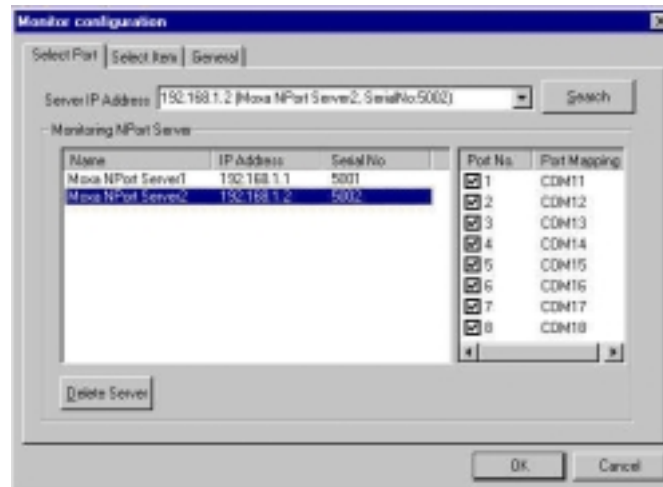 Monitor configuration
Select Port Select Item General
Server IP Address 192.168.1.2 (Moxa NPort Server2, SerialNo:5002) Search
Monitoring NPort Server
Name IP Address Serial No
Moxa NPort Server1 192.168.1.1 5001
Moxa NPort Server2 192.168.1.2 5002
Port No. Port Mapping
1 COM11
2 COM12
3 COM13
4 COM14
5 COM15
6 COM16
7 COM17
8 COM18
Delete Server
OK Cancel